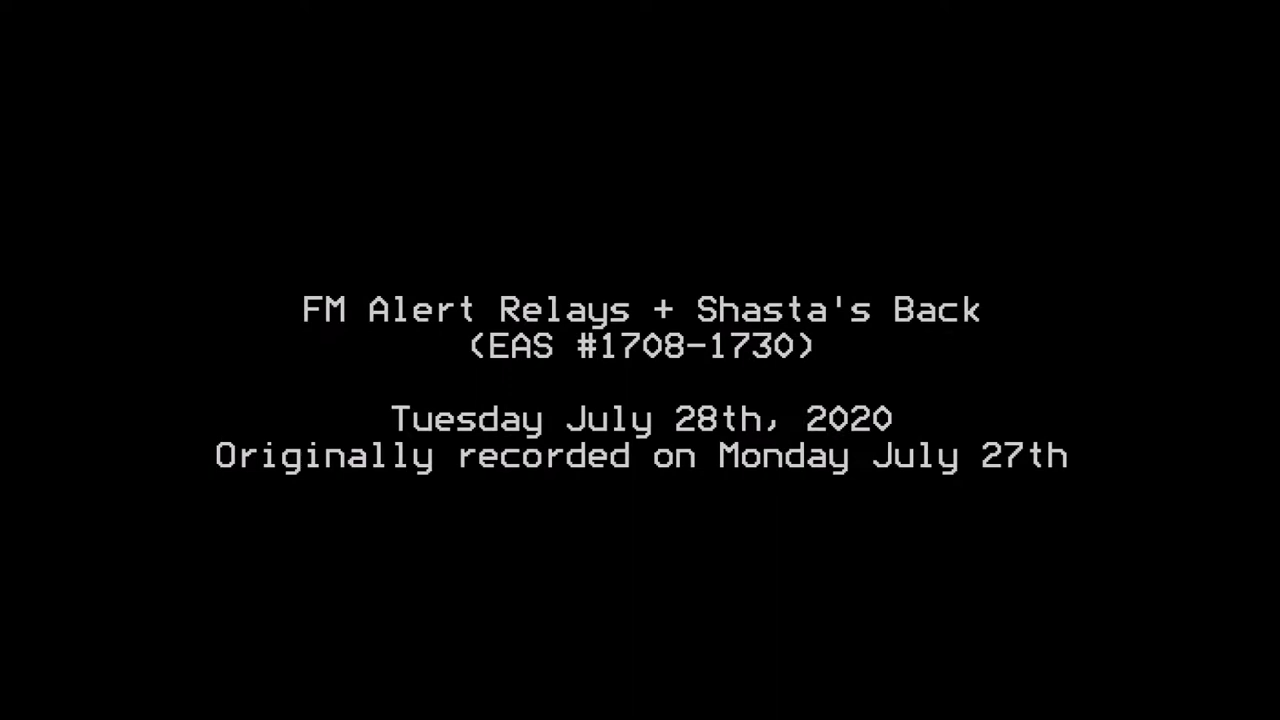 FM Alert Relays + Shasta's Back
(EAS #1708-1730)
Tuesday July 28th, 2020
Originally recorded on Monday July 27th